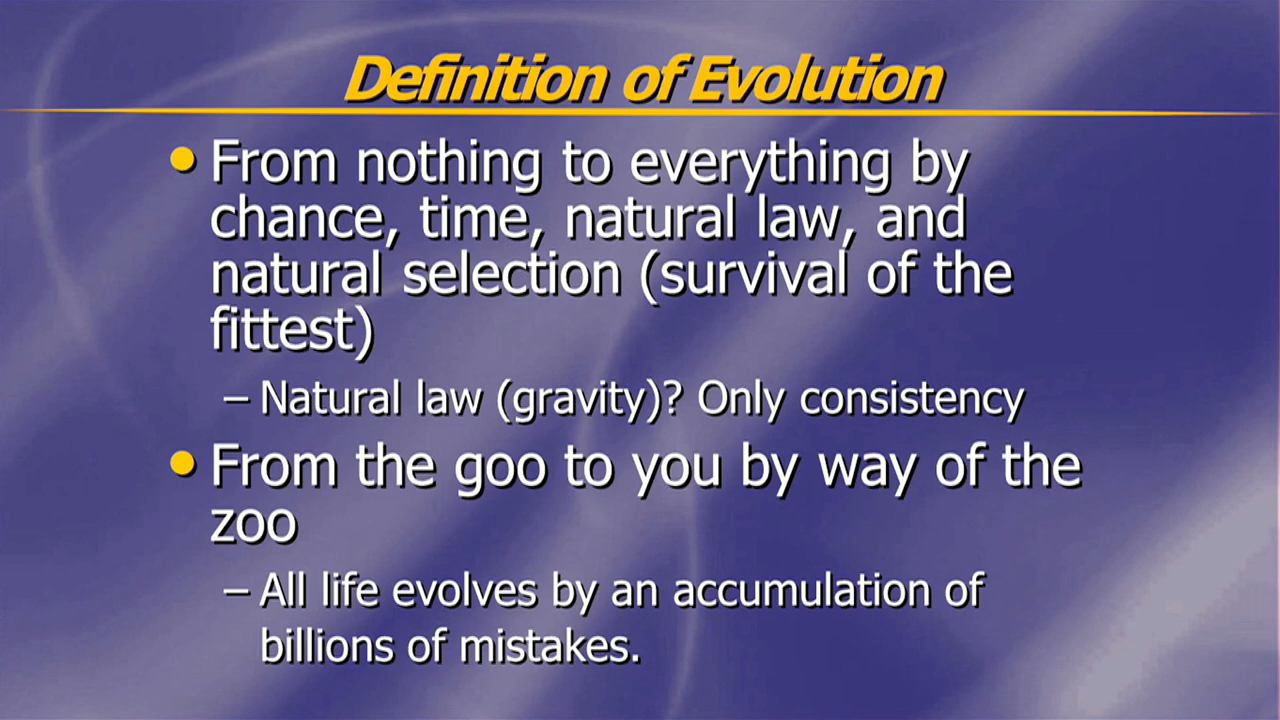 Definition of Evolution
• From nothing to everything by
chance, time, natural law, and
natural selection (survival of the
fittest)
– Natural law (gravity)? Only consistency
• From the goo to you by way of the
zoo
– All life evolves by an accumulation of
billions of mistakes.